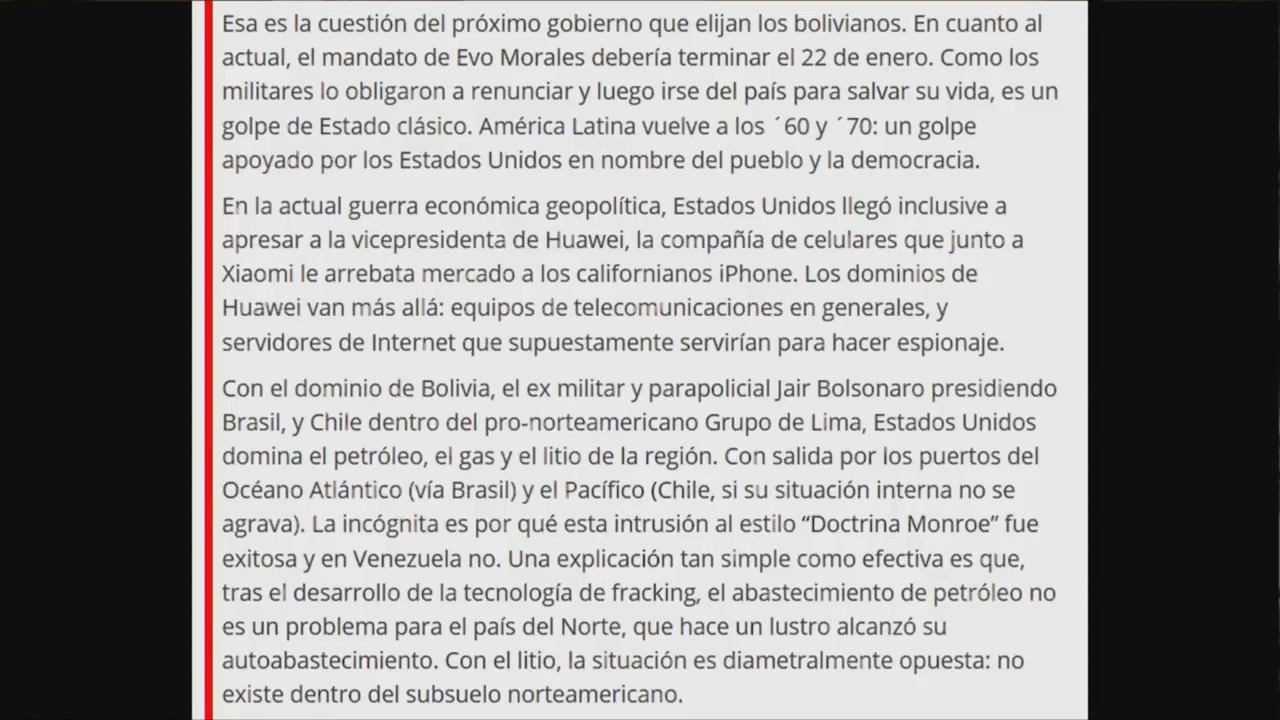 Esa es la cuestión del próximo gobierno que elijan los bolivianos. En cuanto al
actual, el mandato de Evo Morales debería terminar el 22 de enero. Como los
militares lo obligaron a renunciar y luego irse del país para salvar su vida, es un
golpe de Estado clásico. América Latina vuelve a los ´60 y ´70: un golpe
apoyado por los Estados Unidos en nombre del pueblo y la democracia.
En la actual guerra económica geopolítica, Estados Unidos llegó inclusive a
apresar a la vicepresidenta de Huawei, la compañía de celulares que junto a
Xiaomi le arrebata mercado a los californianos iPhone. Los dominios de
Huawei van más allá: equipos de telecomunicaciones en generales, y
servidores de Internet que supuestamente servirían para hacer espionaje.
Con el dominio de Bolivia, el ex militar y parapolicial Jair Bolsonaro presidiendo
Brasil, y Chile dentro del pro-norteamericano Grupo de Lima, Estados Unidos
domina el petróleo, el gas y el litio de la región. Con salida por los puertos del
Océano Atlántico (vía Brasil) y el Pacífico (Chile, si su situación interna no se
agrava). La incógnita es por qué esta intrusión al estilo “Doctrina Monroe” fue
exitosa y en Venezuela no. Una explicación tan simple como efectiva es que,
tras el desarrollo de la tecnología de fracking, el abastecimiento de petróleo no
es un problema para el país del Norte, que hace un lustro alcanzó su
autoabastecimiento. Con el litio, la situación es diametralmente opuesta: no
existe dentro del subsuelo norteamericano.